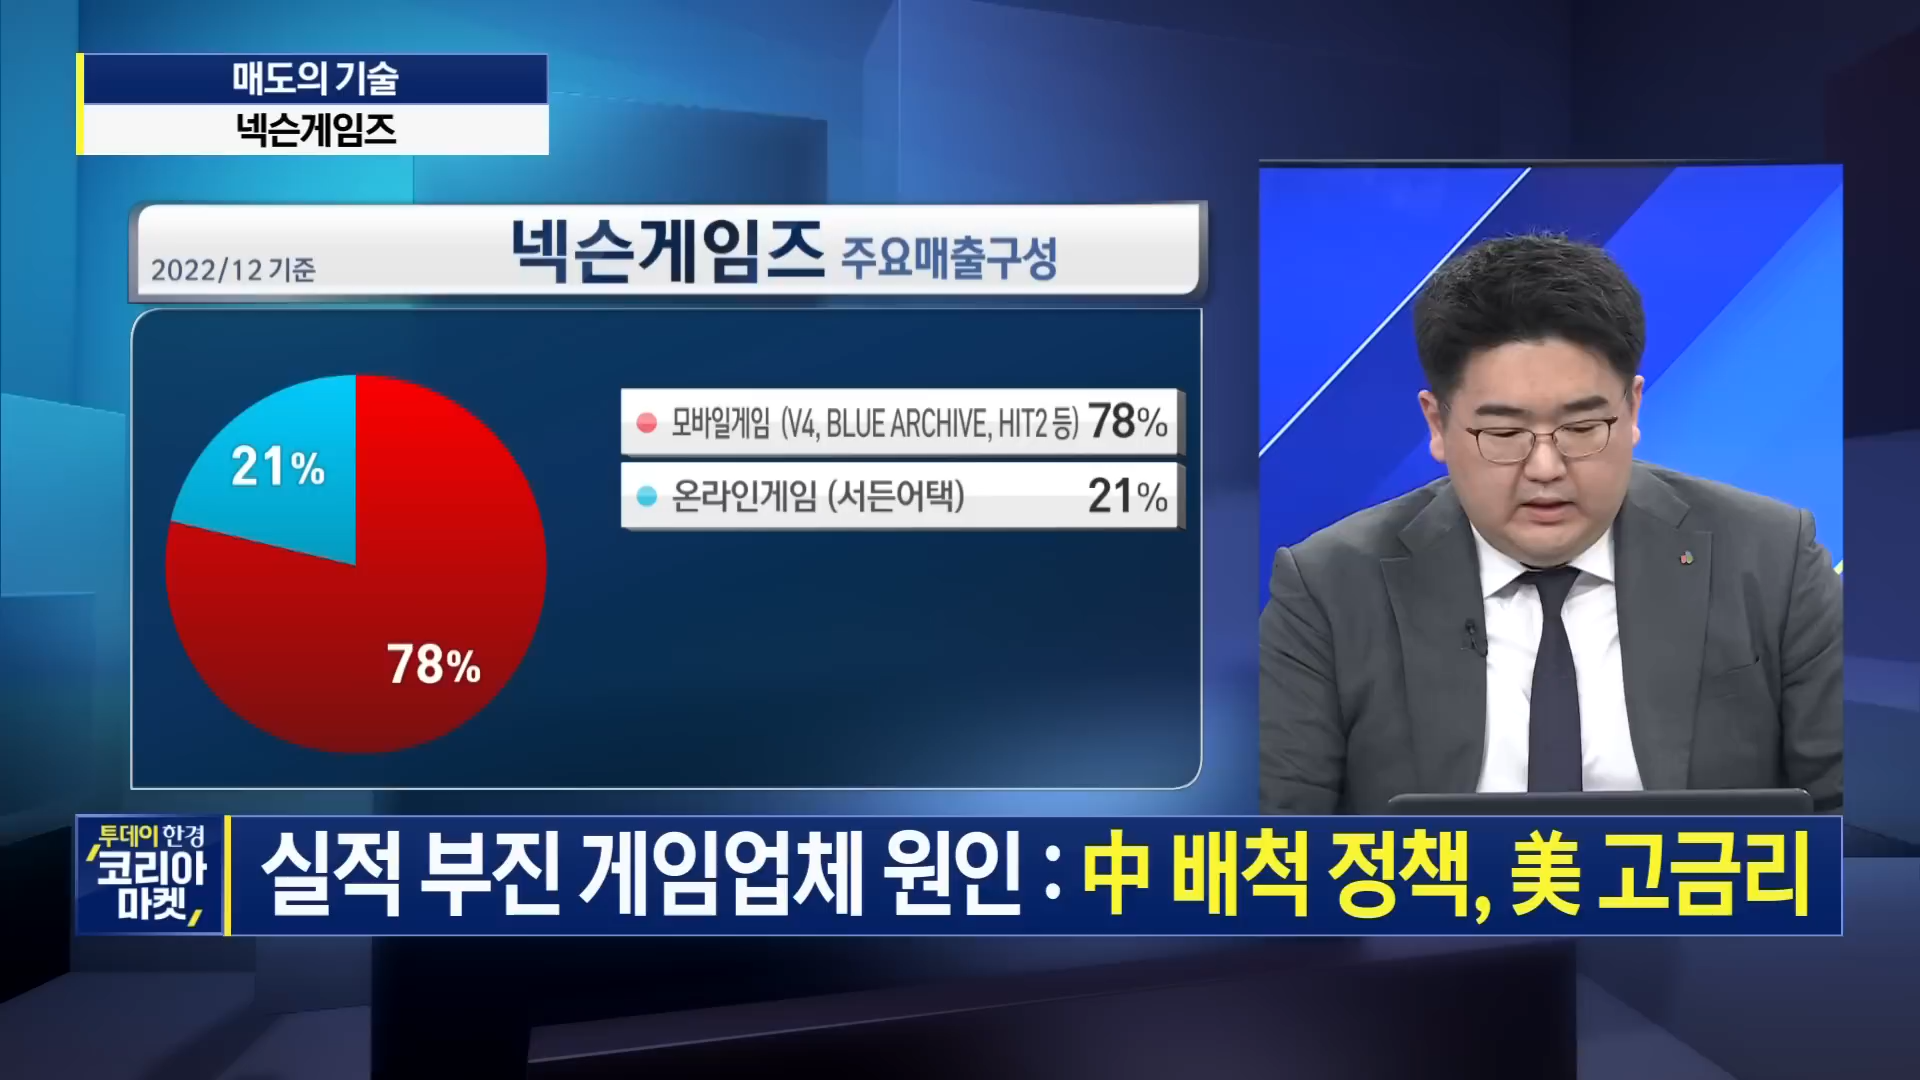 매도의 기술
넥슨게임즈
2022/12 기준
넥슨게임즈 주요매출구성
21%
78%
모바일게임 (V4, BLUE ARCHIVE, HIT2 등) 78%
온라인게임 (서든어택) 21%
투데이 한경
코리아
마켓
실적 부진 게임업체 원인 : 中 배척 정책, 美 고금리